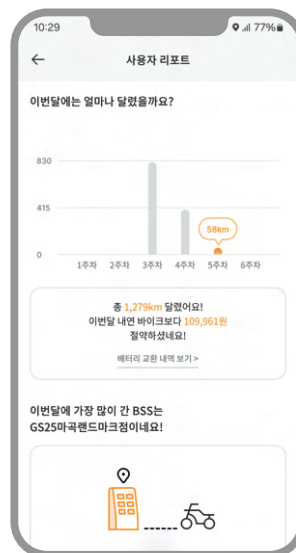 10:29
77%
사용자 리포트
이번달에는 얼마나 달렸을까요?
830
415
58km
0
1주차 2주차 3주차 4주차 5주차 6주차
총 1,279km 달렸어요!
이번달 내연 바이크보다 109,961원
절약하셨네요!
배터리 교환 내역 보기 >
이번달에 가장 많이 간 BSS는
GS25마곡랜드마크점이네요!